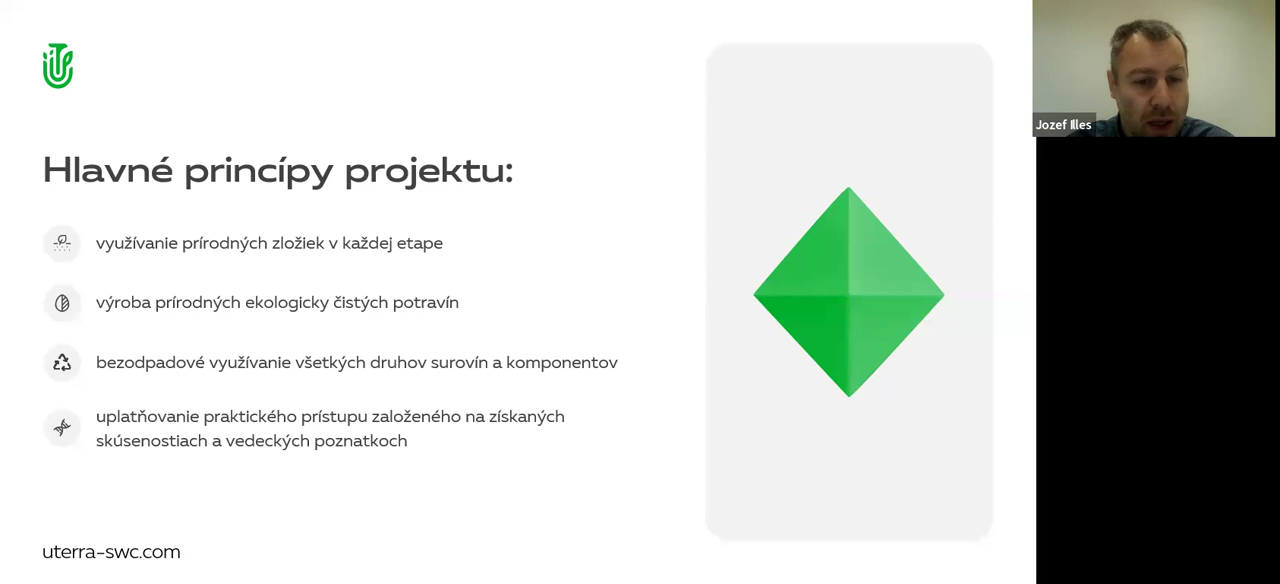 Hlavné princípy projektu:
využívanie prírodných zložiek v každej etape
výroba prírodných ekologicky čistých potravín
bezodpadové využívanie všetkých druhov surovín a komponentov
uplatňovanie praktického prístupu založeného na získaných
skúsenostiach a vedeckých poznatkoch
uterra-swc.com
Jozef Illes